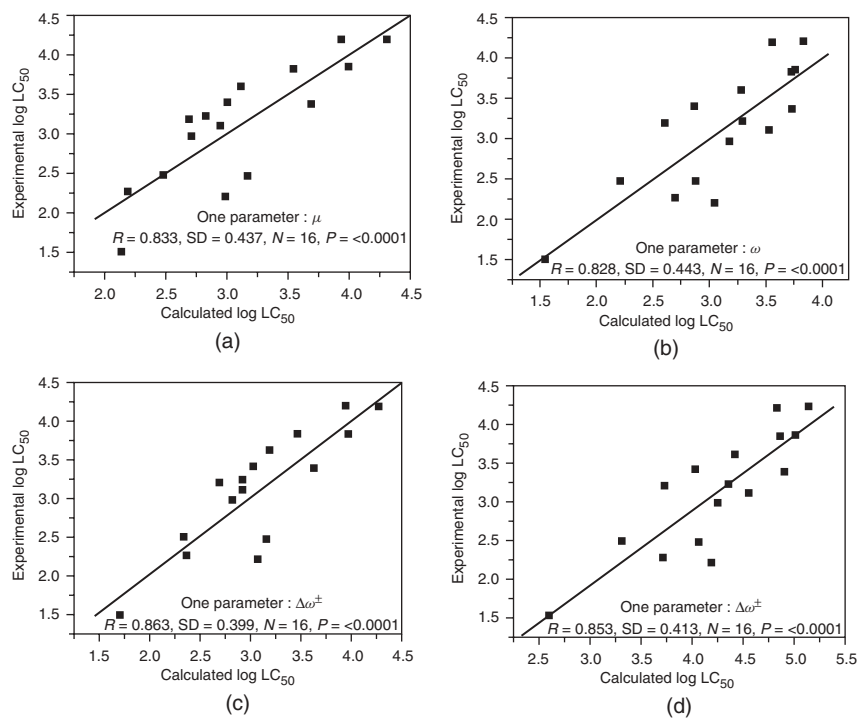 4.5
4.0
3.5
3.0
2.5
2.0
1.5
Experimental log LC50
One parameter : μ
R = 0.833, SD = 0.437, N = 16, P = <0.0001
2.0 2.5 3.0 3.5 4.0 4.5
Calculated log LC50
(a)
4.5
4.0
3.5
3.0
2.5
2.0
1.5
Experimental log LC50
One parameter : ω
R = 0.828, SD = 0.443, N = 16, P = <0.0001
1.5 2.0 2.5 3.0 3.5 4.0
Calculated log LC50
(b)
4.5
4.0
3.5
3.0
2.5
2.0
1.5
Experimental log LC50
One parameter : Δω±
R = 0.863, SD = 0.399, N = 16, P = <0.0001
1.5 2.0 2.5 3.0 3.5 4.0 4.5
Calculated log LC50
(c)
4.5
4.0
3.5
3.0
2.5
2.0
1.5
Experimental log LC50
One parameter : Δω±
R = 0.853, SD = 0.413, N = 16, P = <0.0001
2.5 3.0 3.5 4.0 4.5 5.0 5.5
Calculated log LC50
(d)